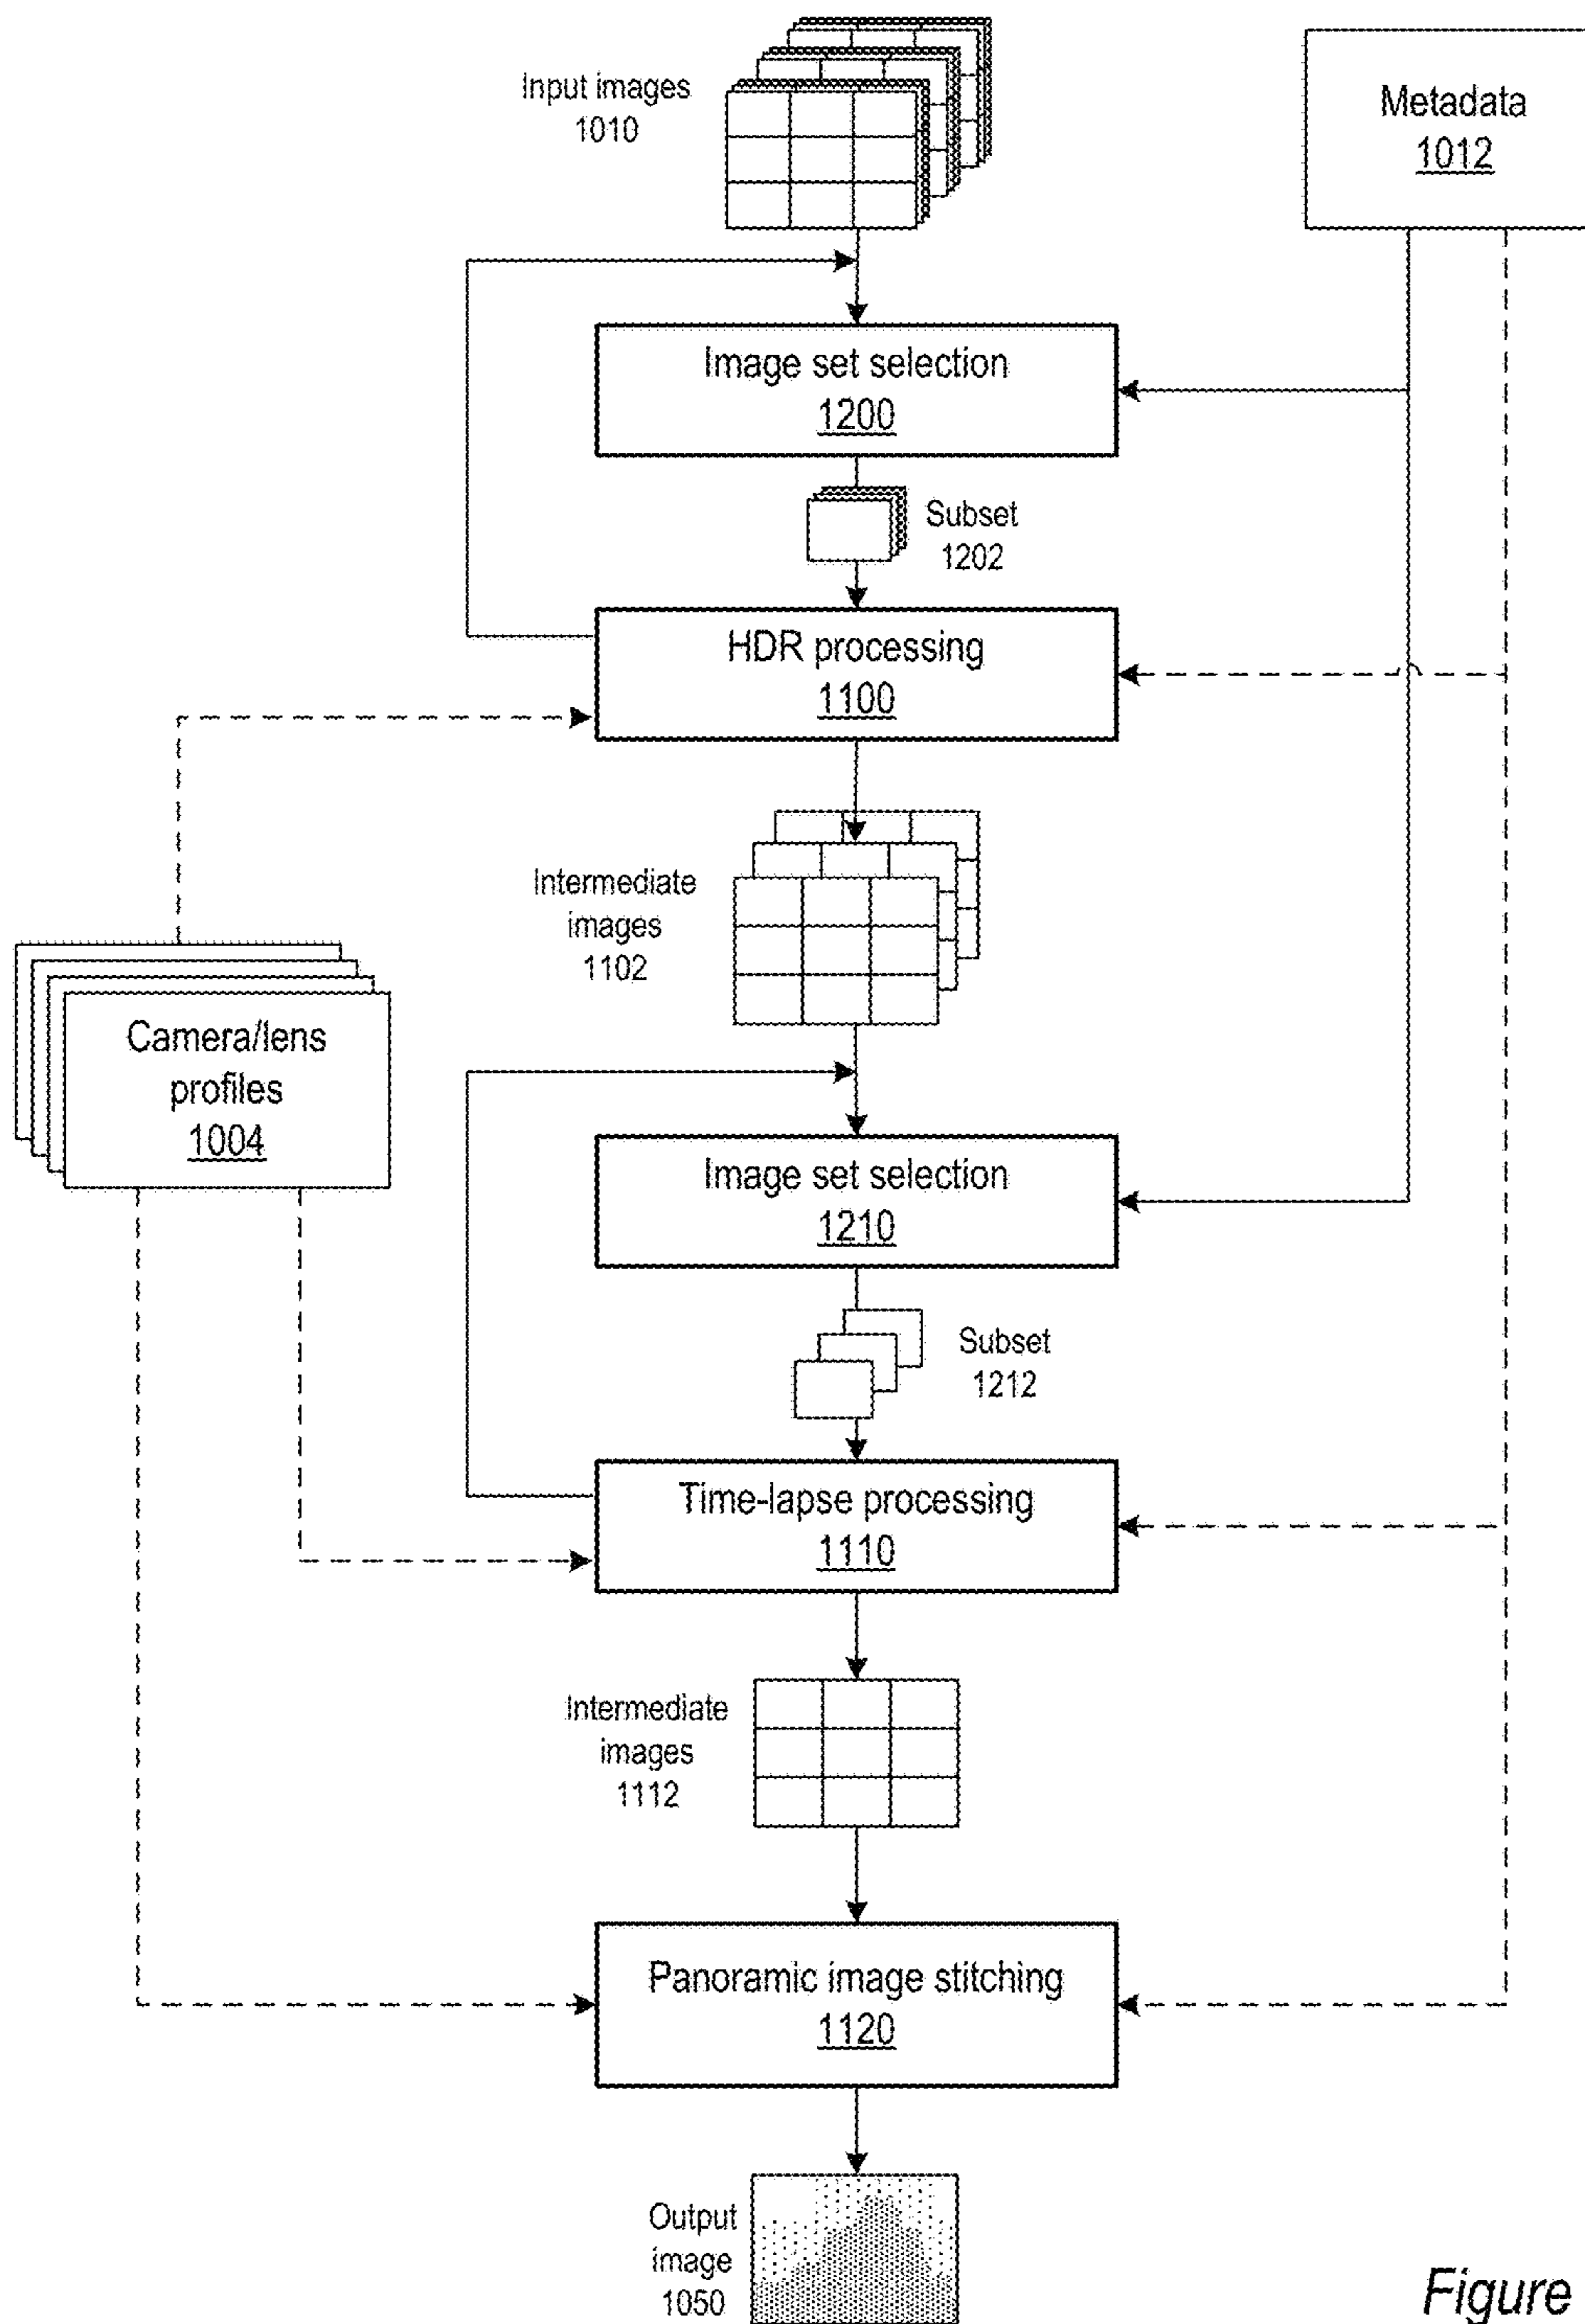 Input images
1010
Metadata
1012
Image set selection
1200
Subset
1202
HDR processing
1100
Intermediate
images
1102
Camera/lens
profiles
1004
Image set selection
1210
Subset
1212
Time-lapse processing
1110
Intermediate
images
1112
Panoramic image stitching
1120
Output
image
1050
Figure